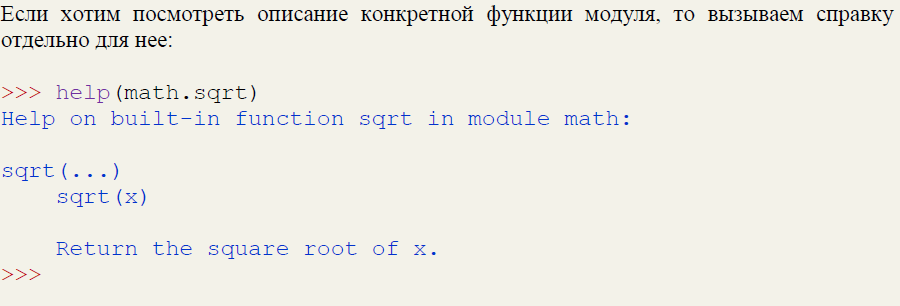 Если хотим посмотреть описание конкретной функции модуля, то вызываем справку
отдельно для нее:
>>> help(math.sqrt)
Help on built-in function sqrt in module math:
sqrt(...)
    sqrt(x)
    Return the square root of x.
>>>